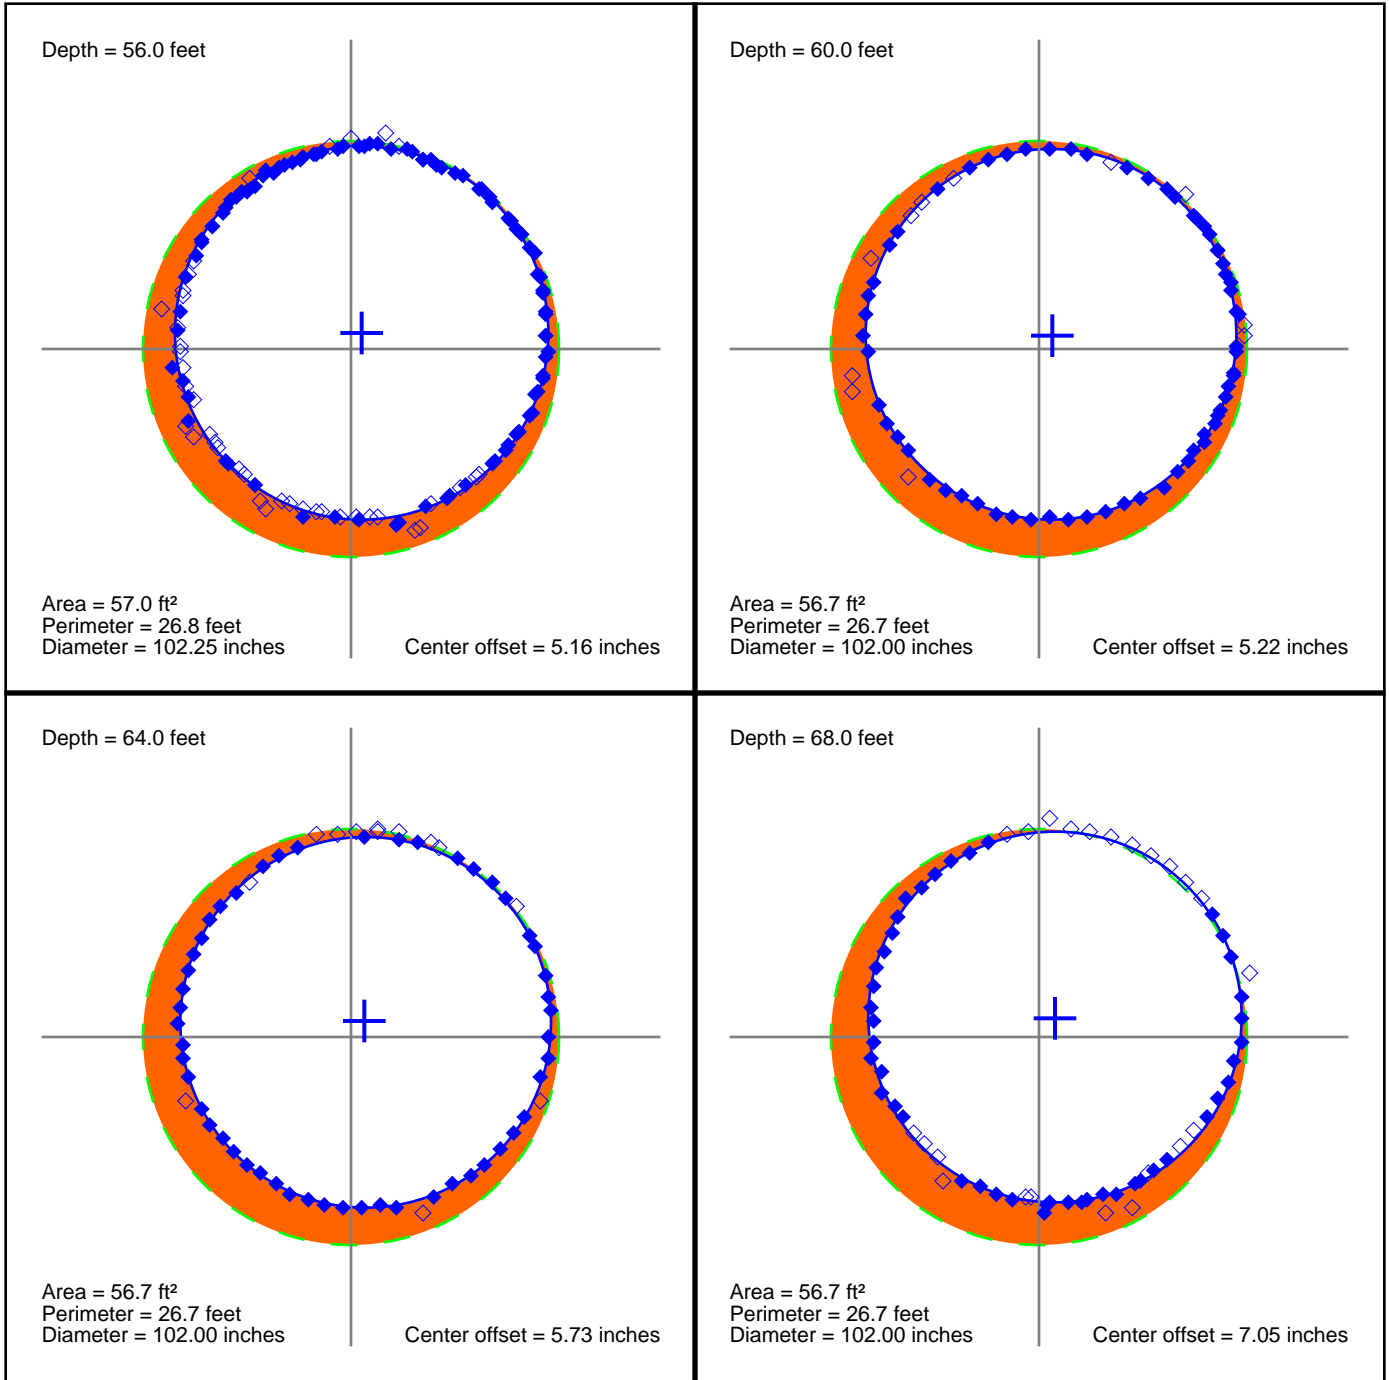 Depth = 56.0 feet
Area = 57.0 ft²
Perimeter = 26.8 feet
Diameter = 102.25 inches
Center offset = 5.16 inches
Depth = 60.0 feet
Area = 56.7 ft²
Perimeter = 26.7 feet
Diameter = 102.00 inches
Center offset = 5.22 inches
Depth = 64.0 feet
Area = 56.7 ft²
Perimeter = 26.7 feet
Diameter = 102.00 inches
Center offset = 5.73 inches
Depth = 68.0 feet
Area = 56.7 ft²
Perimeter = 26.7 feet
Diameter = 102.00 inches
Center offset = 7.05 inches